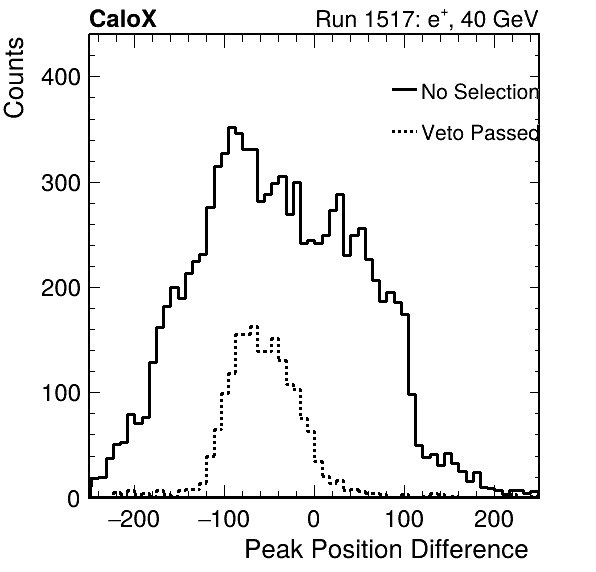 CaloX Run 1517: e+, 40 GeV
Counts
No Selection
Veto Passed
400
300
200
100
0
−200 −100 0 100 200
Peak Position Difference